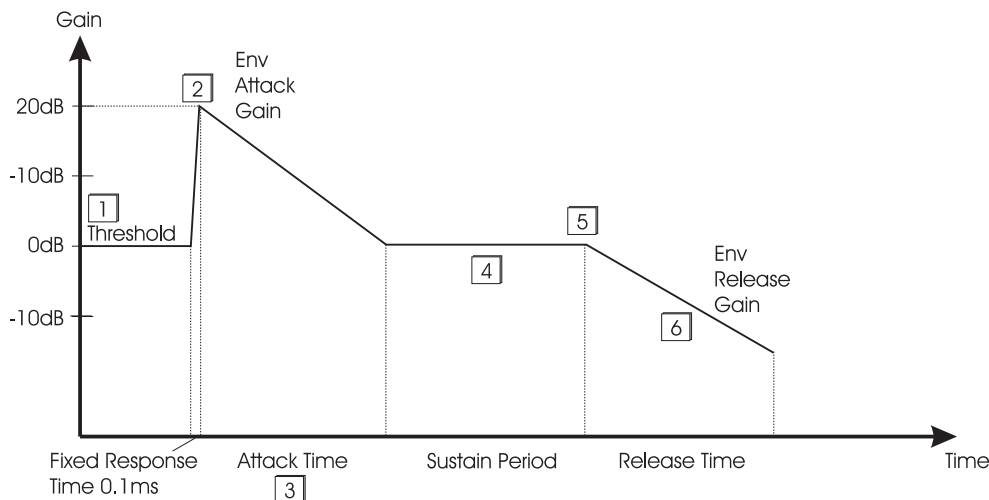 Gain
Env
Attack
Gain
2
20dB
-10dB
1
Threshold
0dB
5
4
Env
Release
Gain
-10dB
6
Fixed Response
Time 0.1ms
Attack Time
3
Sustain Period
Release Time
Time